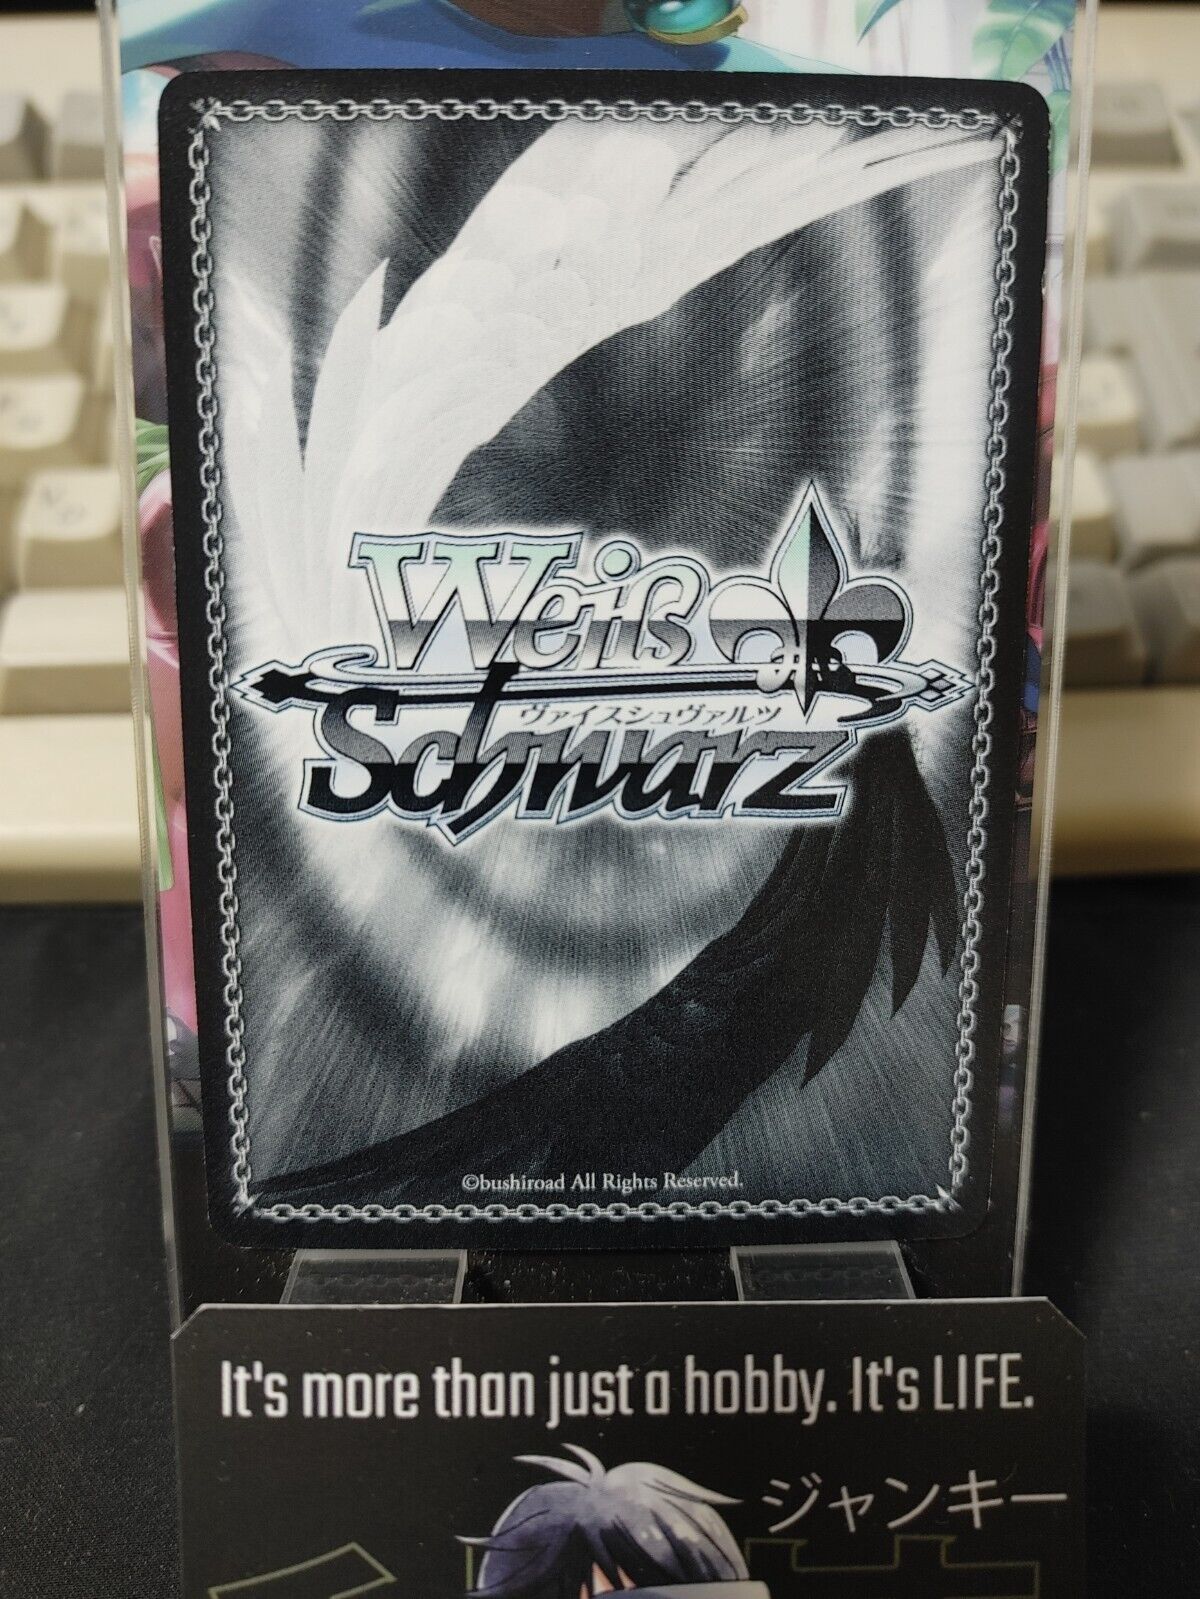 Weiß
ヴァイスシュヴァルツ
Schwarz
©bushiroad All Rights Reserved.
It's more than just a hobby. It's LIFE.
ジャンキー